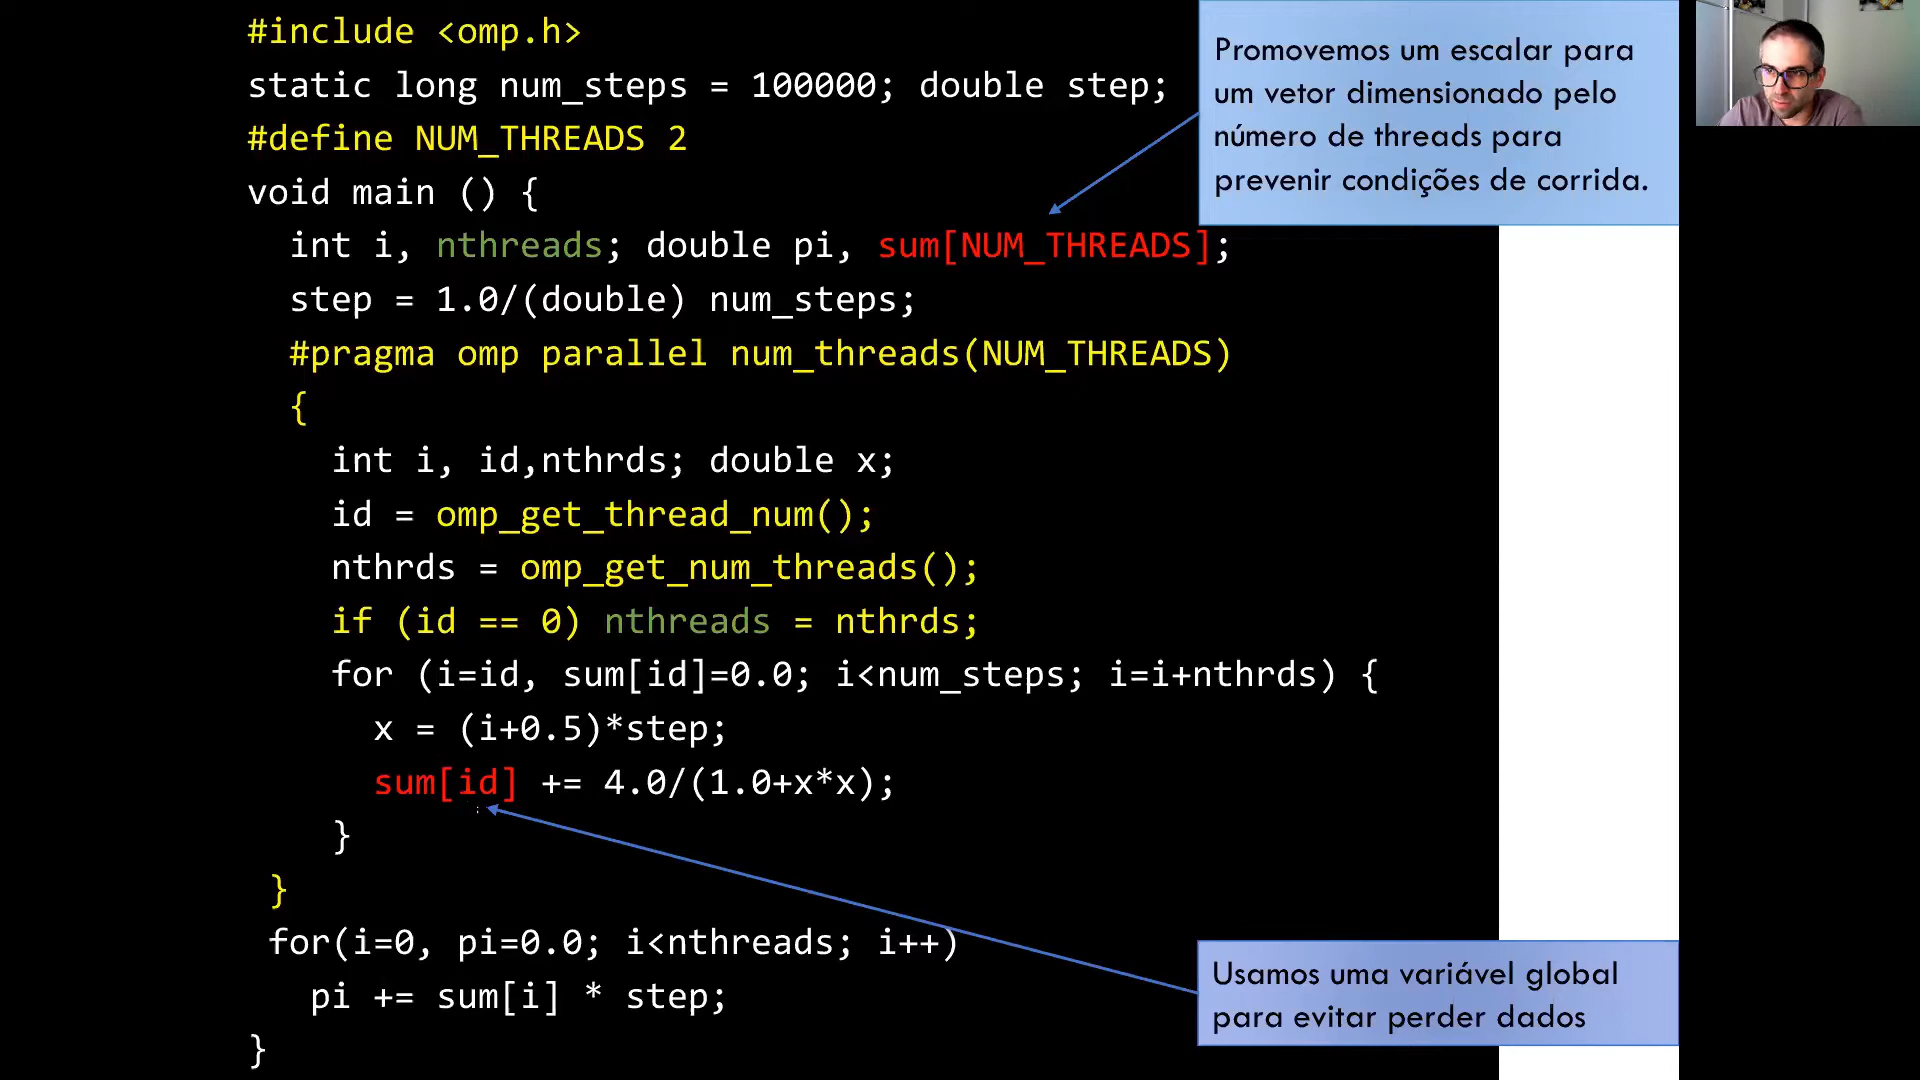 #include <omp.h>
static long num_steps = 100000; double step;
#define NUM_THREADS 2
void main () {
int i, nthreads; double pi, sum[NUM_THREADS];
step = 1.0/(double) num_steps;
#pragma omp parallel num_threads(NUM_THREADS)
{
int i, id,nthrds; double x;
id = omp_get_thread_num();
nthrds = omp_get_num_threads();
if (id == 0) nthreads = nthrds;
for (i=id, sum[id]=0.0; i<num_steps; i=i+nthrds) {
x = (i+0.5)*step;
sum[id] += 4.0/(1.0+x*x);
}
}
for(i=0, pi=0.0; i<nthreads; i++)
pi += sum[i] * step;
}
Promovemos um escalar para
um vetor dimensionado pelo
número de threads para
prevenir condições de corrida.
Usamos uma variável global
para evitar perder dados